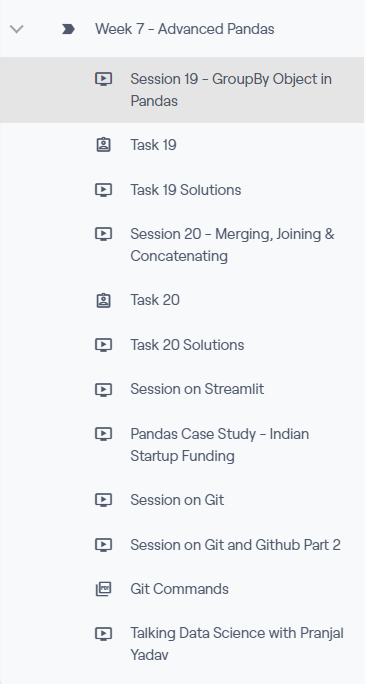 Week 7 - Advanced Pandas
Session 19 - GroupBy Object in
Pandas
Task 19
Task 19 Solutions
Session 20 - Merging, Joining &
Concatenating
Task 20
Task 20 Solutions
Session on Streamlit
Pandas Case Study - Indian
Startup Funding
Session on Git
Session on Git and Github Part 2
Git Commands
Talking Data Science with Pranjal
Yadav